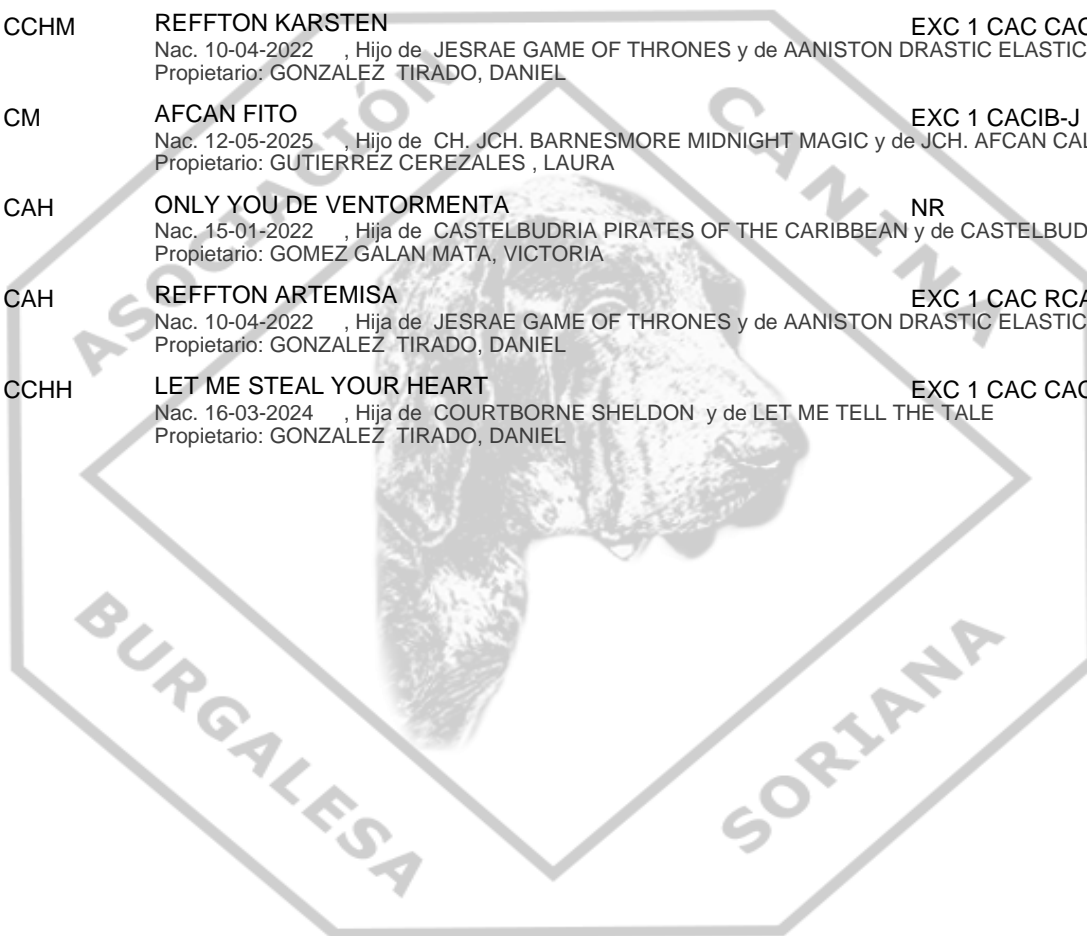 CCHM REFFTON KARSTEN EXC 1 CAC CAC
Nac. 10-04-2022 , Hijo de JESRAE GAME OF THRONES y de AANISTON DRASTIC ELASTIC
Propietario: GONZALEZ TIRADO, DANIEL
CM AFCAN FITO EXC 1 CACIB-J
Nac. 12-05-2025 , Hijo de CH. JCH. BARNESMORE MIDNIGHT MAGIC y de JCH. AFCAN CAL
Propietario: GUTIERREZ CEREZALES , LAURA
CAH ONLY YOU DE VENTORMENTA NR
Nac. 15-01-2022 , Hija de CASTELBUDRIA PIRATES OF THE CARIBBEAN y de CASTELBUD
Propietario: GOMEZ GALAN MATA, VICTORIA
CAH REFFTON ARTEMISA EXC 1 CAC RCA
Nac. 10-04-2022 , Hija de JESRAE GAME OF THRONES y de AANISTON DRASTIC ELASTIC
Propietario: GONZALEZ TIRADO, DANIEL
CCHH LET ME STEAL YOUR HEART EXC 1 CAC CAC
Nac. 16-03-2024 , Hija de COURTBORNE SHELDON y de LET ME TELL THE TALE
Propietario: GONZALEZ TIRADO, DANIEL
ASOCIACIÓN
CANINA
BURGALESA
SORIANA